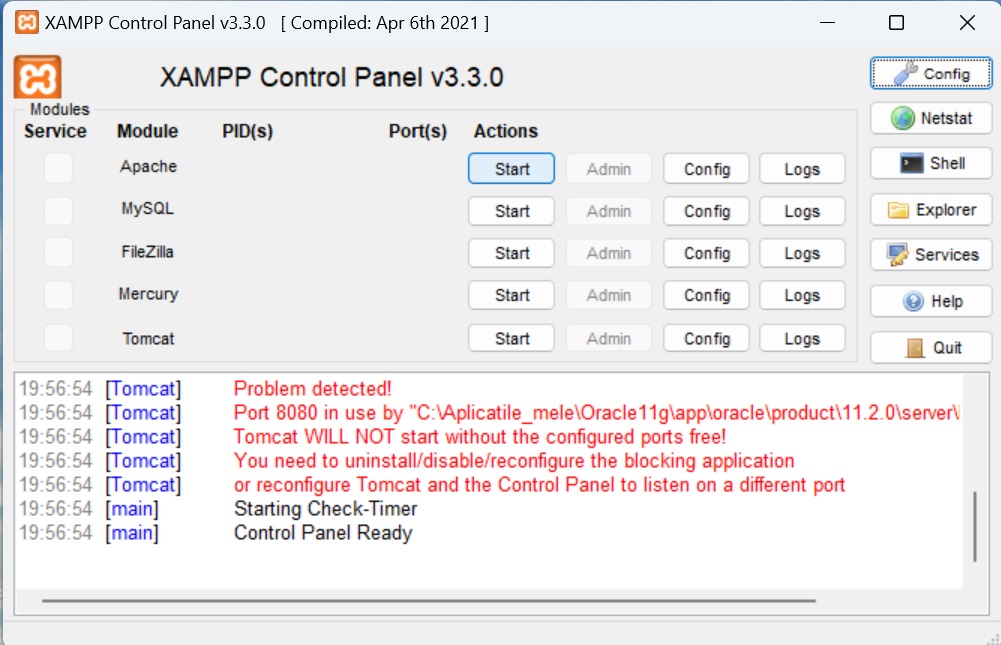 XAMPP Control Panel v3.3.0 [ Compiled: Apr 6th 2021 ]
XAMPP Control Panel v3.3.0
Config
Modules
Service Module PID(s) Port(s) Actions
Netstat
Apache Start Admin Config Logs
Shell
MySQL Start Admin Config Logs
Explorer
FileZilla Start Admin Config Logs
Services
Mercury Start Admin Config Logs
Help
Tomcat Start Admin Config Logs
Quit
19:56:54 [Tomcat] Problem detected!
19:56:54 [Tomcat] Port 8080 in use by "C:\Aplicatile_mele\Oracle11g\app\oracle\product\11.2.0\server\
19:56:54 [Tomcat] Tomcat WILL NOT start without the configured ports free!
19:56:54 [Tomcat] You need to uninstall/disable/reconfigure the blocking application
19:56:54 [Tomcat] or reconfigure Tomcat and the Control Panel to listen on a different port
19:56:54 [main] Starting Check-Timer
19:56:54 [main] Control Panel Ready